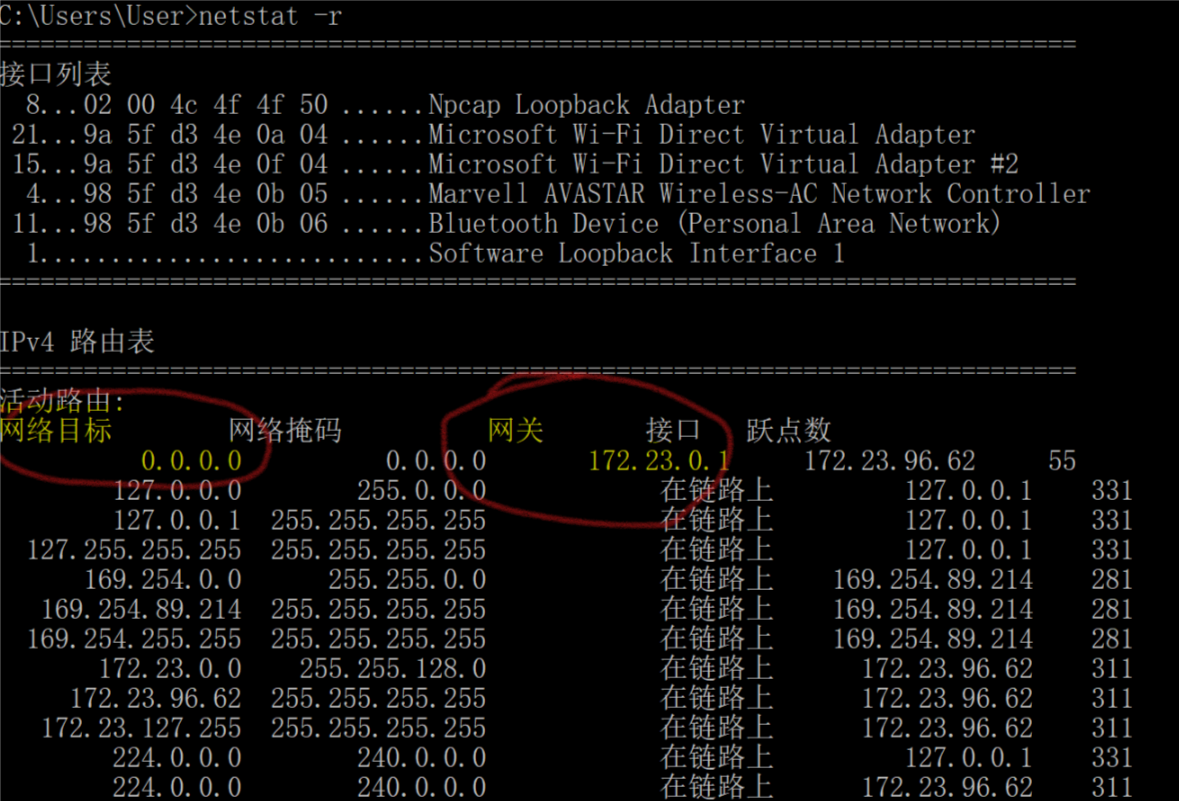 C:\Users\User>netstat -r
===========================================================================
接口列表
8...02 00 4c 4f 4f 50 ......Npcap Loopback Adapter
21...9a 5f d3 4e 0a 04 ......Microsoft Wi-Fi Direct Virtual Adapter
15...9a 5f d3 4e 0f 04 ......Microsoft Wi-Fi Direct Virtual Adapter #2
4...98 5f d3 4e 0b 05 ......Marvell AVASTAR Wireless-AC Network Controller
11...98 5f d3 4e 0b 06 ......Bluetooth Device (Personal Area Network)
1...........................Software Loopback Interface 1
===========================================================================
IPv4 路由表
===========================================================================
活动路由:
网络目标 网络掩码 网关 接口 跃点数
0.0.0.0 0.0.0.0 172.23.0.1 172.23.96.62 55
127.0.0.0 255.0.0.0 在链路上 127.0.0.1 331
127.0.0.1 255.255.255.255 在链路上 127.0.0.1 331
127.255.255.255 255.255.255.255 在链路上 127.0.0.1 331
169.254.0.0 255.255.0.0 在链路上 169.254.89.214 281
169.254.89.214 255.255.255.255 在链路上 169.254.89.214 281
169.254.255.255 255.255.255.255 在链路上 169.254.89.214 281
172.23.0.0 255.255.128.0 在链路上 172.23.96.62 311
172.23.96.62 255.255.255.255 在链路上 172.23.96.62 311
172.23.127.255 255.255.255.255 在链路上 172.23.96.62 311
224.0.0.0 240.0.0.0 在链路上 127.0.0.1 331
224.0.0.0 240.0.0.0 在链路上 172.23.96.62 311